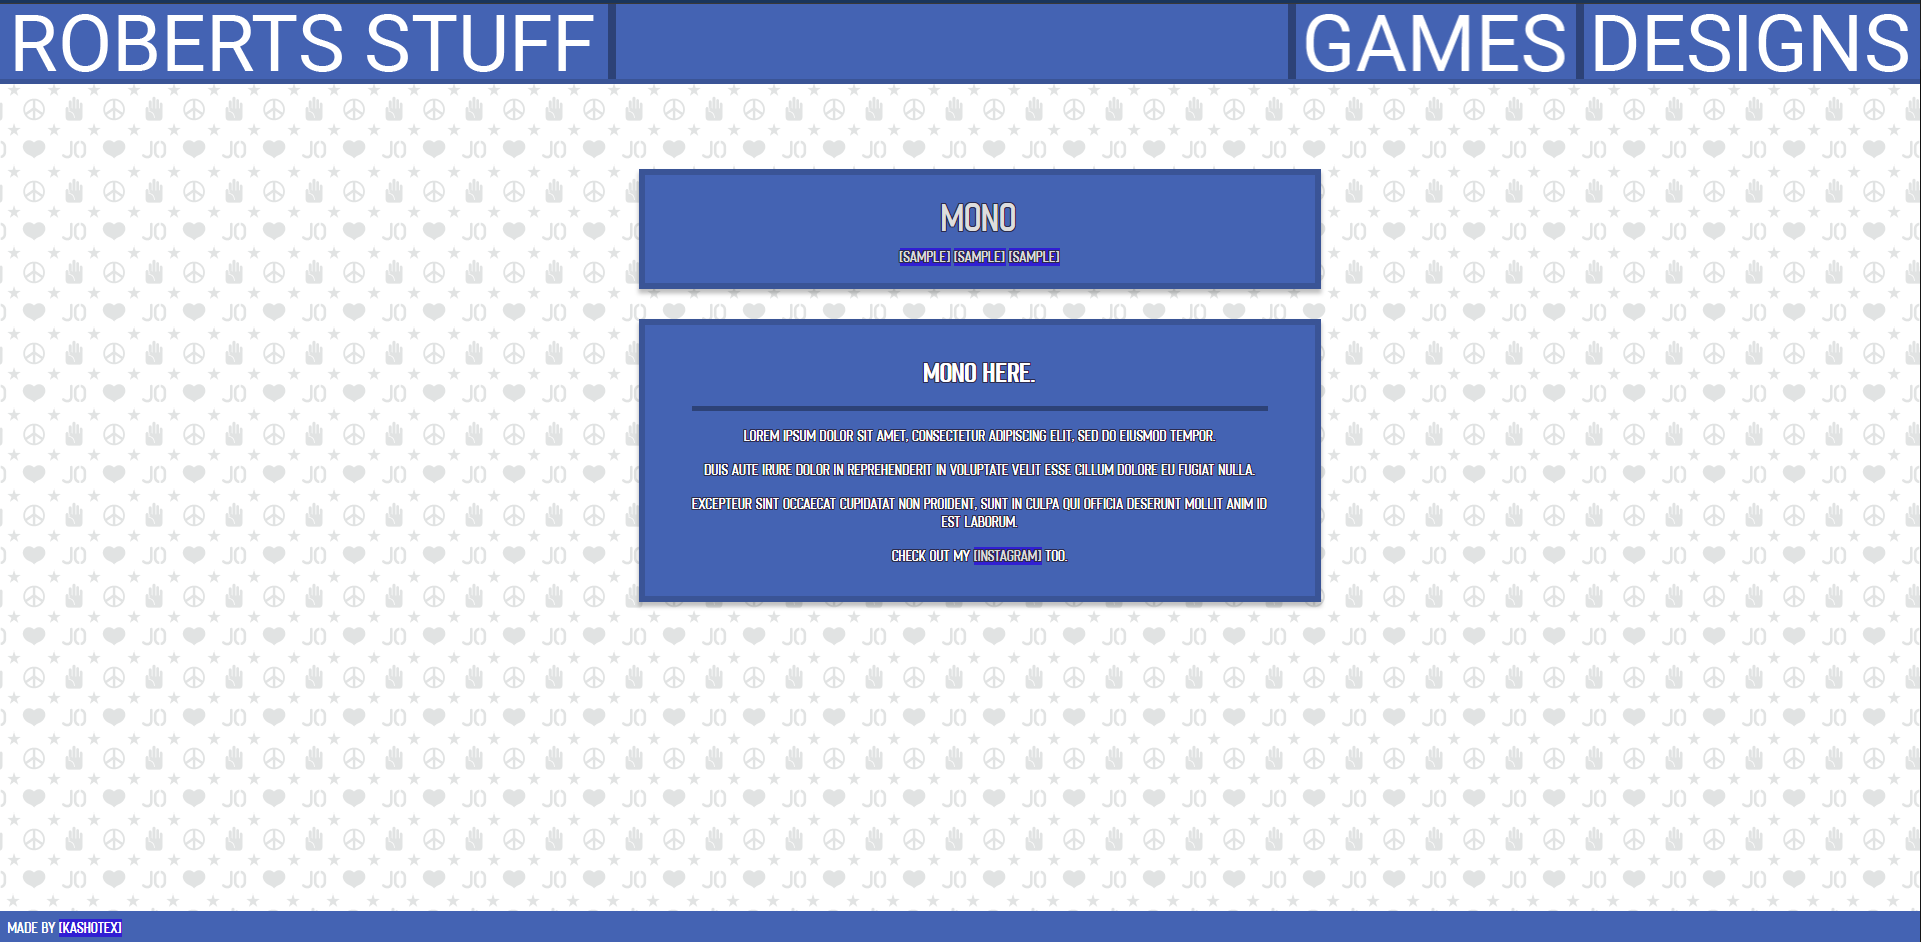 ROBERTS STUFF GAMES DESIGNS
MONO
[SAMPLE] [SAMPLE] [SAMPLE]
MONO HERE.
LOREM IPSUM DOLOR SIT AMET, CONSECTETUR ADIPISCING ELIT, SED DO EIUSMOD TEMPOR.
DUIS AUTE IRURE DOLOR IN REPREHENDERIT IN VOLUPTATE VELIT ESSE CILLUM DOLORE EU FUGIAT NULLA.
EXCEPTEUR SINT OCCAECAT CUPIDATAT NON PROIDENT, SUNT IN CULPA QUI OFFICIA DESERUNT MOLLIT ANIM ID
EST LABORUM.
CHECK OUT MY [INSTAGRAM] TOO.
MADE BY [KASHOTEX]